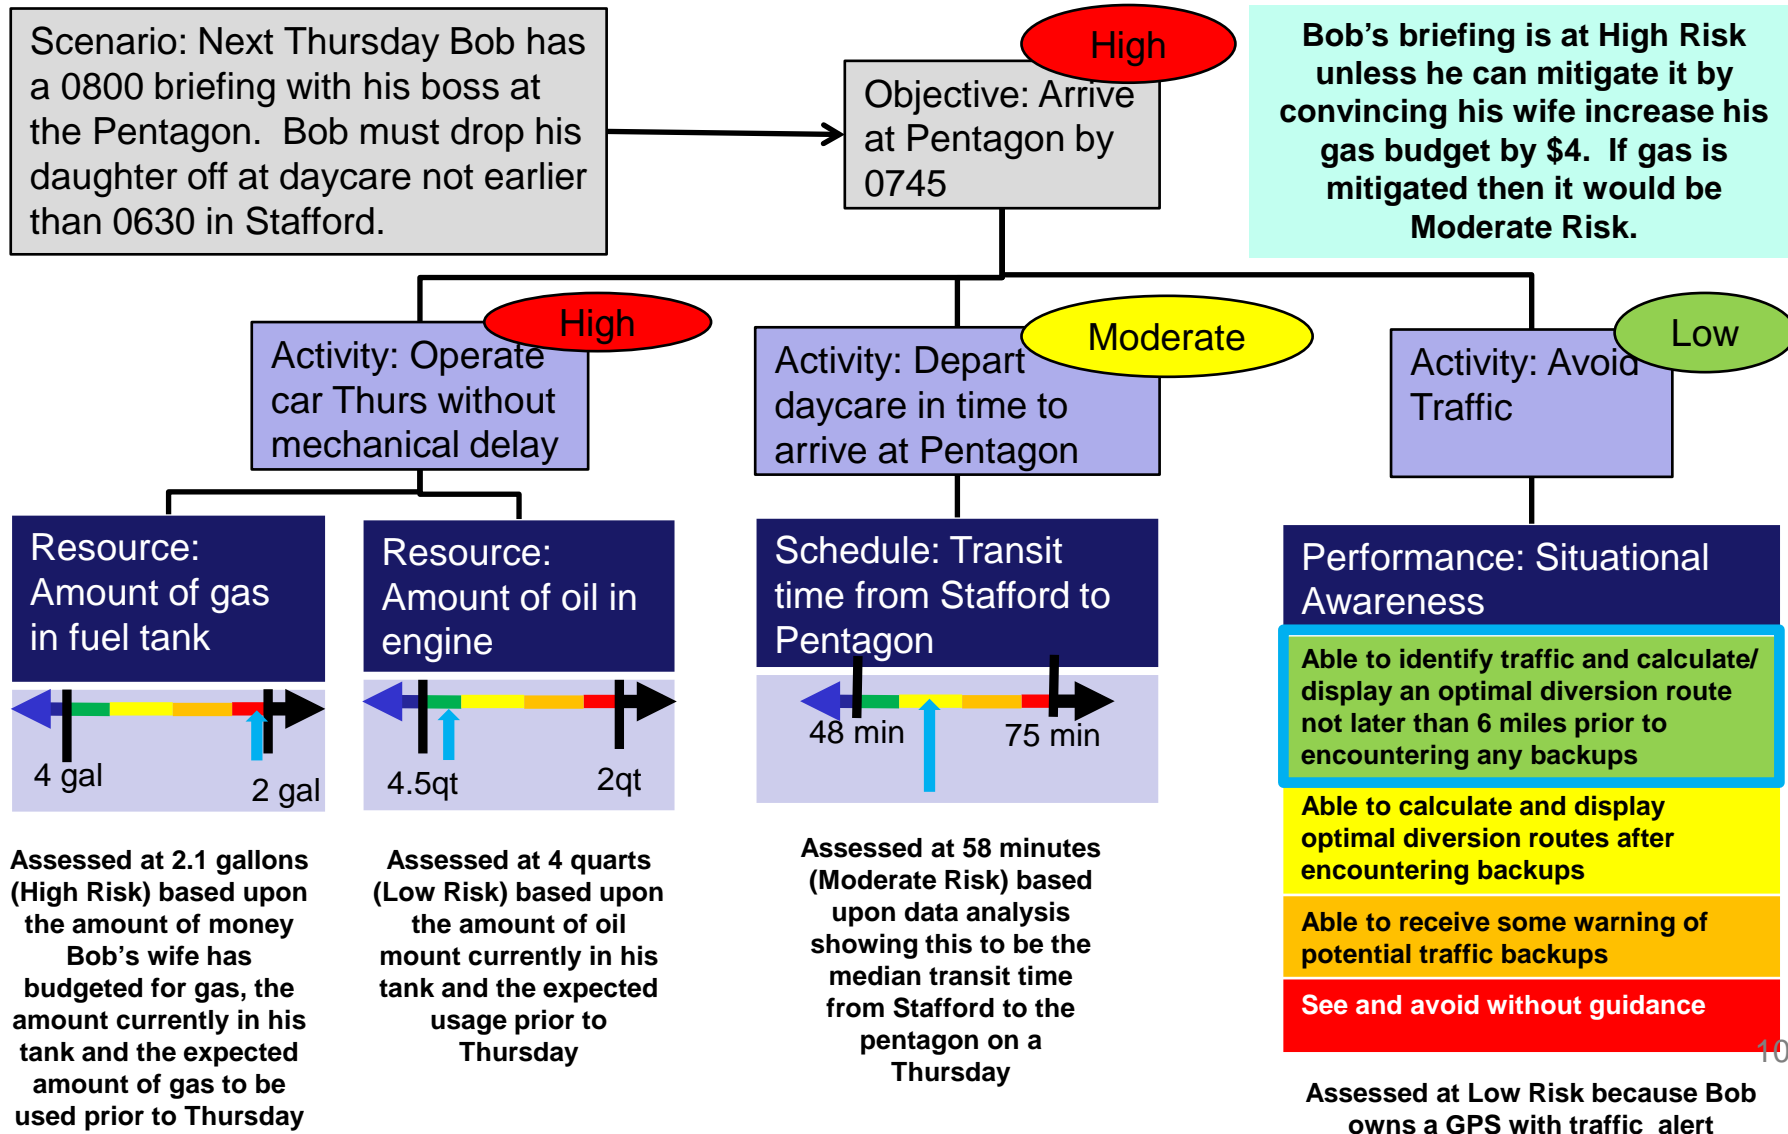 Scenario: Next Thursday Bob has
a 0800 briefing with his boss at
the Pentagon. Bob must drop his
daughter off at daycare not earlier
than 0630 in Stafford.
High
Objective: Arrive
at Pentagon by
0745
Bob's briefing is at High Risk
unless he can mitigate it by
convincing his wife increase his
gas budget by $4. If gas is
mitigated then it would be
Moderate Risk.
High
Activity: Operate
car Thurs without
mechanical delay
Moderate
Activity: Depart
daycare in time to
arrive at Pentagon
Low
Activity: Avoid
Traffic
Resource:
Amount of gas
in fuel tank
4 gal
2 gal
Assessed at 2.1 gallons
(High Risk) based upon
the amount of money
Bob's wife has
budgeted for gas, the
amount currently in his
tank and the expected
amount of gas to be
used prior to Thursday
Resource:
Amount of oil in
engine
4.5qt
2qt
Assessed at 4 quarts
(Low Risk) based upon
the amount of oil
mount currently in his
tank and the expected
usage prior to
Thursday
Schedule: Transit
time from Stafford to
Pentagon
48 min
75 min
Assessed at 58 minutes
(Moderate Risk) based
upon data analysis
showing this to be the
median transit time
from Stafford to the
pentagon on a
Thursday
Performance: Situational
Awareness
Able to identify traffic and calculate/
display an optimal diversion route
not later than 6 miles prior to
encountering any backups
Able to calculate and display
optimal diversion routes after
encountering backups
Able to receive some warning of
potential traffic backups
See and avoid without guidance
10
Assessed at Low Risk because Bob
owns a GPS with traffic alert